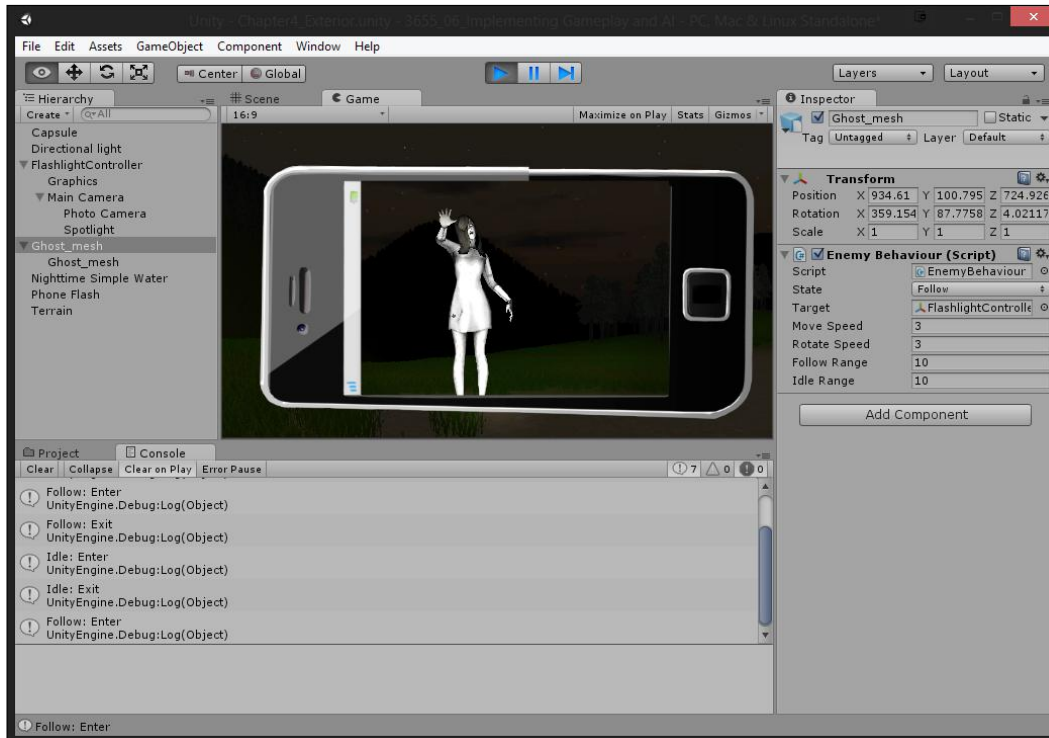 Unity - Chapter4_Exterior.unity - 3655_06_Implementing Gameplay and AI - PC, Mac & Linux Standalone*
File Edit Assets GameObject Component Window Help
Center Global Layers Layout
Hierarchy
Create All
Capsule
Directional light
FlashlightController
Graphics
Main Camera
Photo Camera
Spotlight
Ghost_mesh
Ghost_mesh
Nighttime Simple Water
Phone Flash
Terrain
Scene Game
16:9 Maximize on Play Stats Gizmos
Inspector
Ghost_mesh Static
Tag Untagged Layer Default
Transform
Position X 934.61 Y 100.795 Z 724.926
Rotation X 359.154 Y 87.7758 Z 4.02117
Scale X 1 Y 1 Z 1
Enemy Behaviour (Script)
Script EnemyBehaviour
State Follow
Target FlashlightControlle
Move Speed 3
Rotate Speed 3
Follow Range 10
Idle Range 10
Add Component
Project Console
Clear Collapse Clear on Play Error Pause 7 0 0
UnityEngine.Debug:Log(Object)
Follow: Enter
UnityEngine.Debug:Log(Object)
Follow: Exit
UnityEngine.Debug:Log(Object)
Idle: Enter
UnityEngine.Debug:Log(Object)
Idle: Exit
UnityEngine.Debug:Log(Object)
Follow: Enter
UnityEngine.Debug:Log(Object)
Follow: Enter